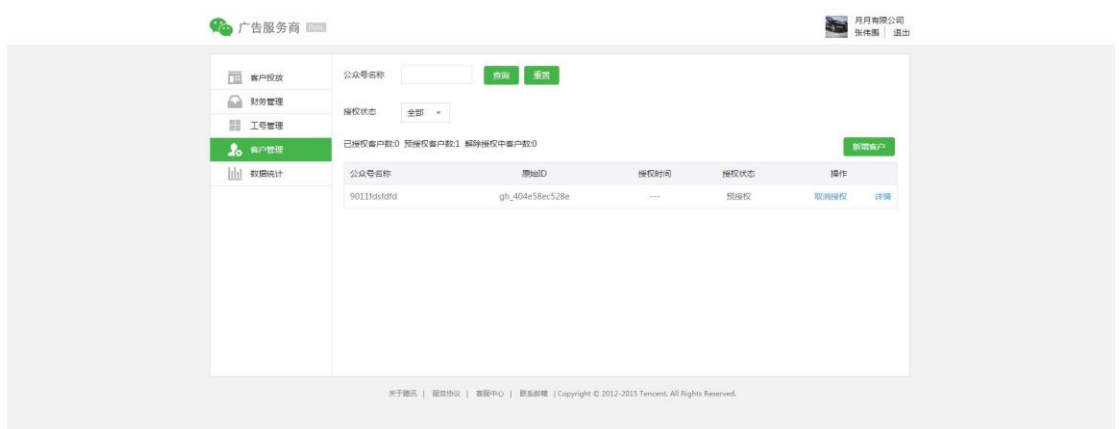 广告服务商 Beta
月月有限公司
张伟鹏 | 退出
客户投放
财务管理
工号管理
客户管理
数据统计
公众号名称 查询 重置
授权状态 全部
已授权客户数:0 预授权客户数:1 解除授权中客户数:0 新增客户
公众号名称 原始ID 授权时间 授权状态 操作
9011fdsfdfd gh_404e58ec528e --- 预授权 取消授权 详情
关于腾讯 | 服务协议 | 客服中心 | 联系邮箱 | Copyright © 2012-2015 Tencent. All Rights Reserved.